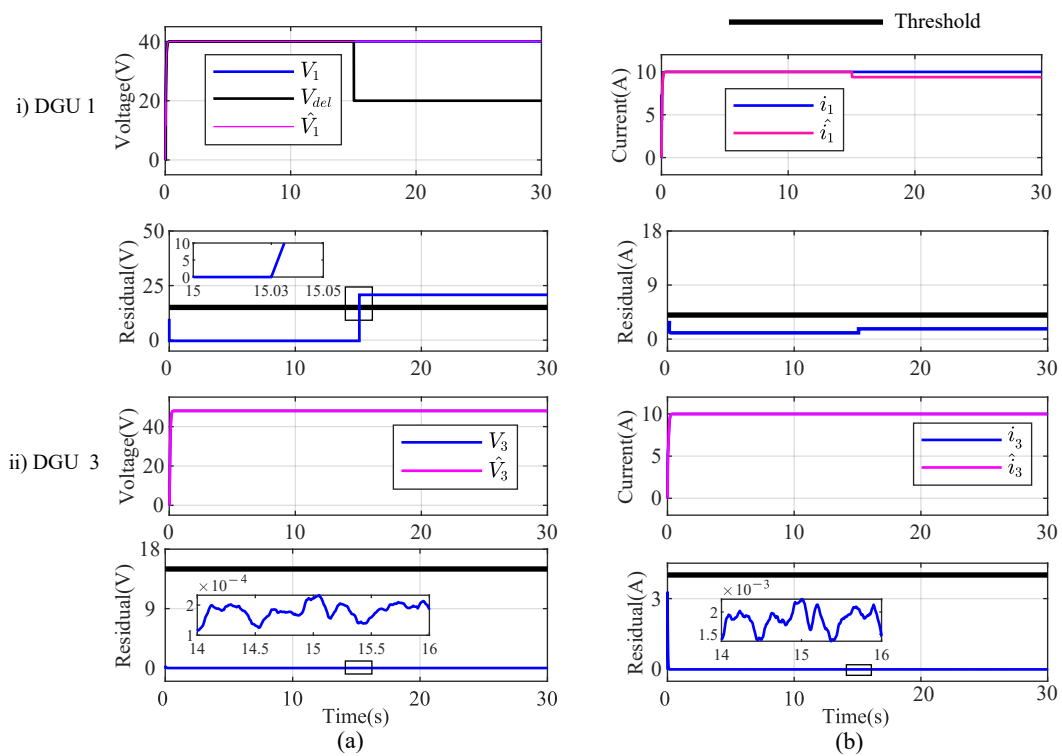 Threshold
i) DGU 1
Voltage(V)
40
20
0
V₁
V_del
V̂₁
0 10 20 30
Current(A)
10
5
0
i₁
î₁
0 10 20 30
Residual(V)
50
25
0
10
5
0
15 15.03 15.05
0 10 20 30
Residual(A)
18
9
0
0 10 20 30
ii) DGU 3
Voltage(V)
40
20
0
V₃
V̂₃
0 10 20 30
Current(A)
10
5
0
i₃
î₃
0 10 20 30
Residual(V)
18
9
0
×10⁻⁴
2
1
14 14.5 15 15.5 16
0 10 20 30
Time(s)
(a)
Residual(A)
3
0
×10⁻³
2
1.5
14 15 16
0 10 20 30
Time(s)
(b)